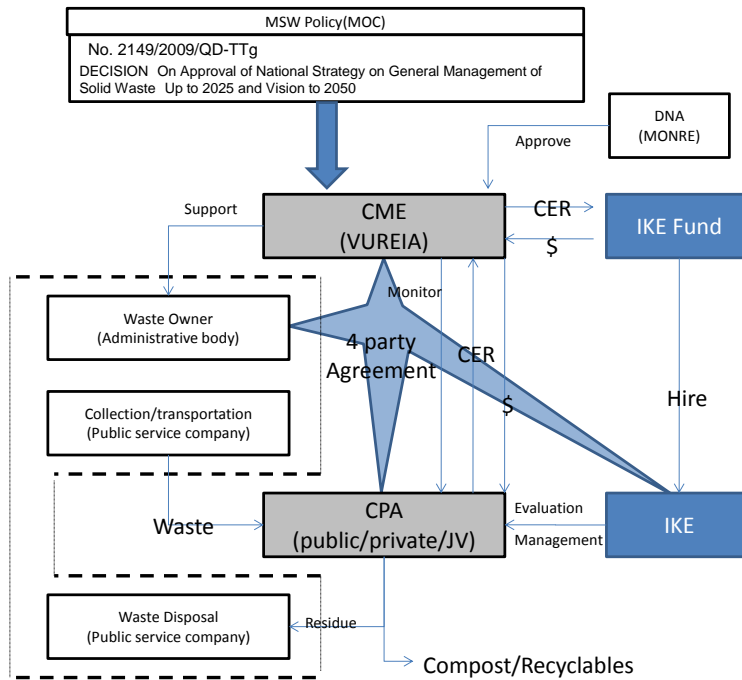 MSW Policy(MOC)
No. 2149/2009/QD-TTg
DECISION On Approval of National Strategy on General Management of
Solid Waste Up to 2025 and Vision to 2050
DNA
(MONRE)
Approve
Support
CME
(VUREIA)
CER
$
IKE Fund
Waste Owner
(Administrative body)
Monitor
4 party
Agreement
CER
$
Hire
Collection/transportation
(Public service company)
Waste
CPA
(public/private/JV)
Evaluation
Management
IKE
Waste Disposal
(Public service company)
Residue
Compost/Recyclables